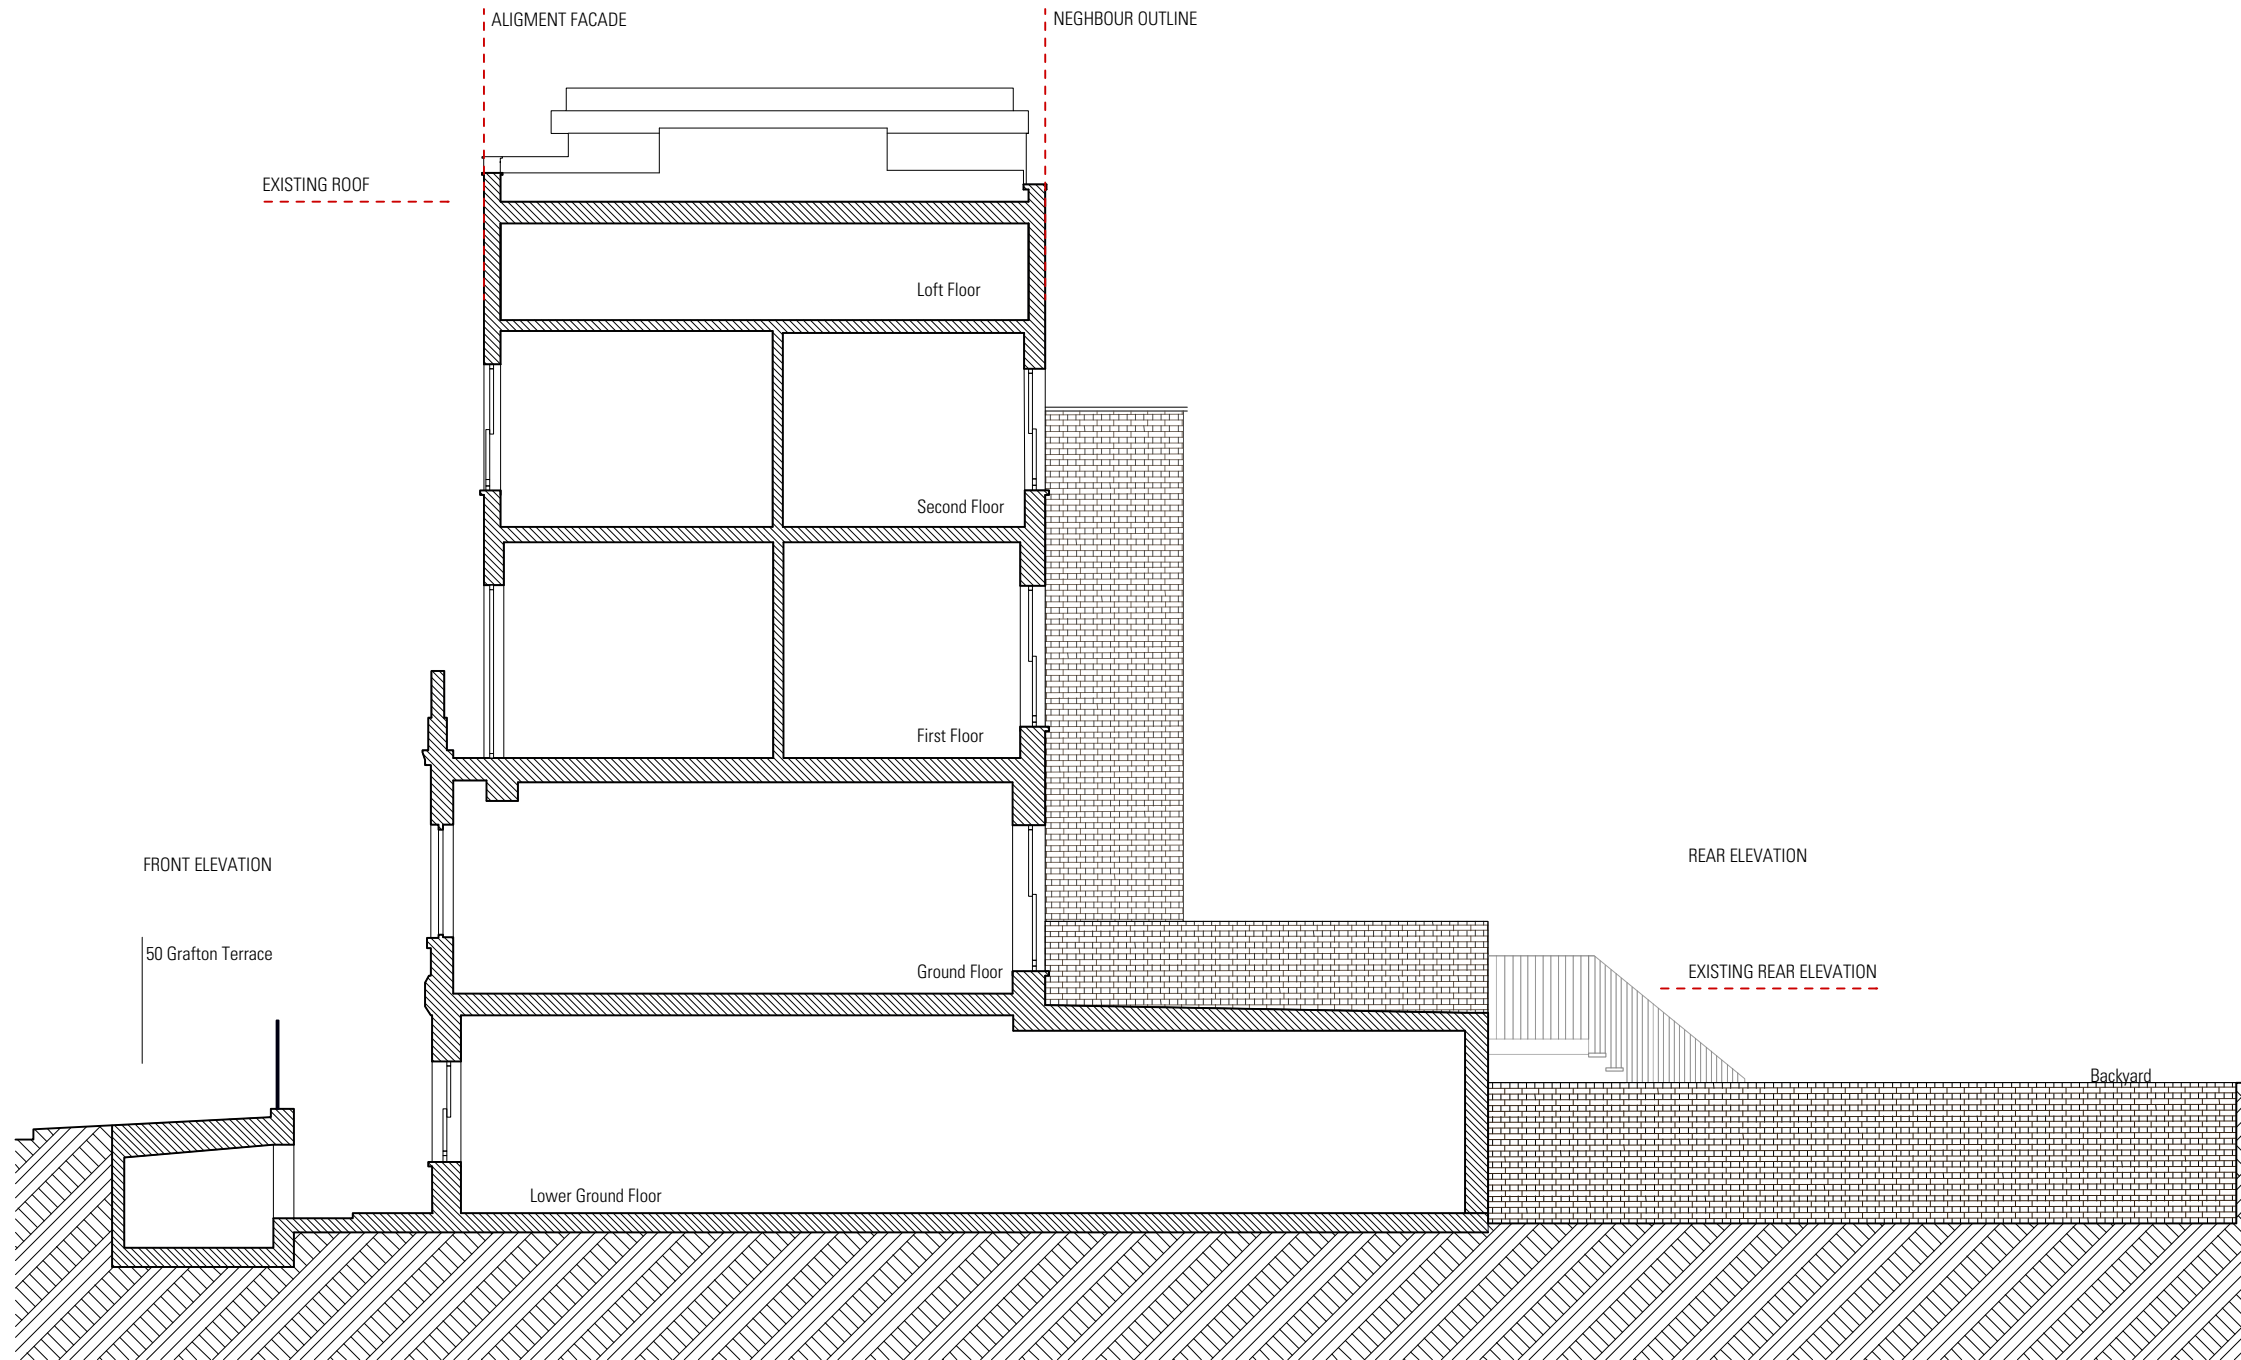 ALIGMENT FACADE
NEGHBOUR OUTLINE
EXISTING ROOF
Loft Floor
Second Floor
First Floor
FRONT ELEVATION
REAR ELEVATION
50 Grafton Terrace
Ground Floor
EXISTING REAR ELEVATION
Backyard
Lower Ground Floor